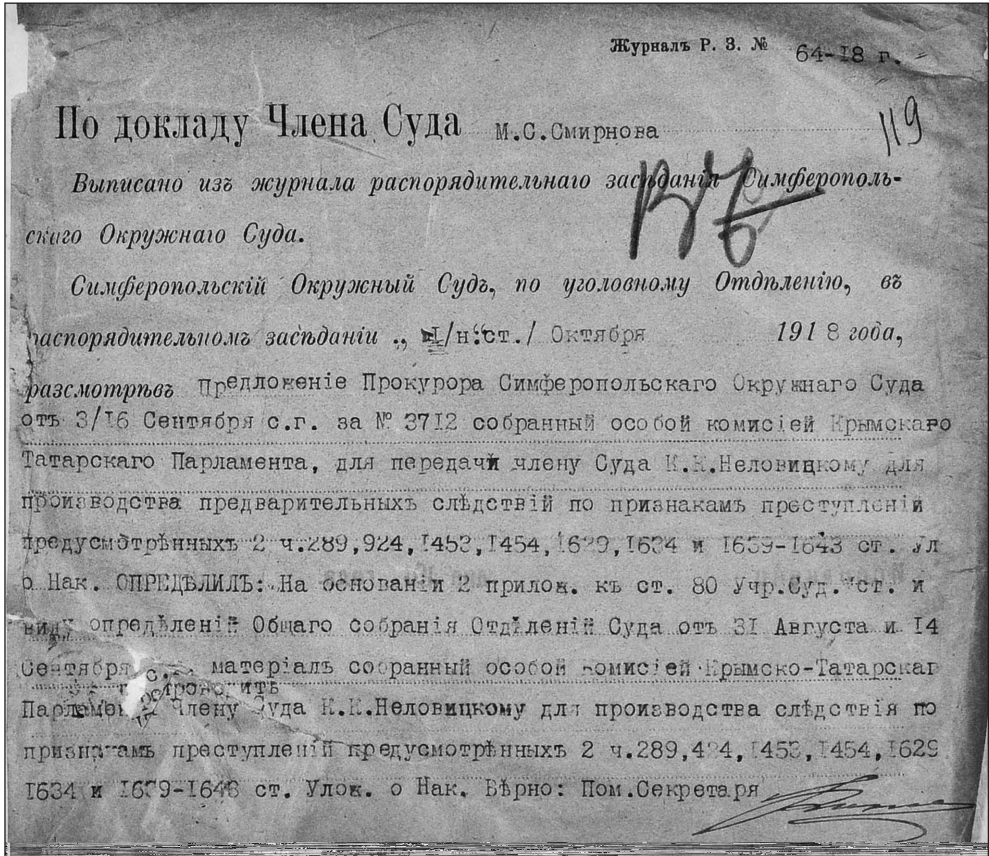 Журналъ Р. З. № 64-18 г.
119
По докладу Члена Суда М.С.Смирнова
Выписано изъ журнала распорядительнаго засѣданія Симферополь-
скаго Окружнаго Суда.
Симферопольскій Окружный Судъ, по уголовному Отдѣленію, въ
распорядительномъ засѣданіи „ /н.ст./ Октября 1918 года,
разсмотрѣвъ Предложеніе Прокурора Симферопольскаго Окружнаго Суда
отъ 3/16 Сентября с.г. за № 3712 собранный особой комисіей Крымскаго
Татарскаго Парламента, для передачи члену Суда К.К.Неловицкому для
производства предварительныхъ слѣдствій по признакамъ преступленій
предусмотрѣнныхъ 2 ч.289,924,1453,1454,1629,1634 и 1639-1643 ст. Ул
о Нак. ОПРЕДѢЛИЛЪ: На основаніи 2 прилож. къ ст. 80 Учр.Суд.Уст. и
виду опредѣленій Общаго собранія Отдѣленій Суда отъ 31 Августа и 14
Сентября с. матеріалъ собранный особой комисіей Крымско-Татарскаг
Парламен Члену Суда К.К.Неловицкому для производства слѣдствія по
признакамъ преступленій предусмотрѣнныхъ 2 ч.289,424,1453,1454,1629
1634 и 1639-1643 ст. Улож. о Нак. Вѣрно: Пом.Секретаря